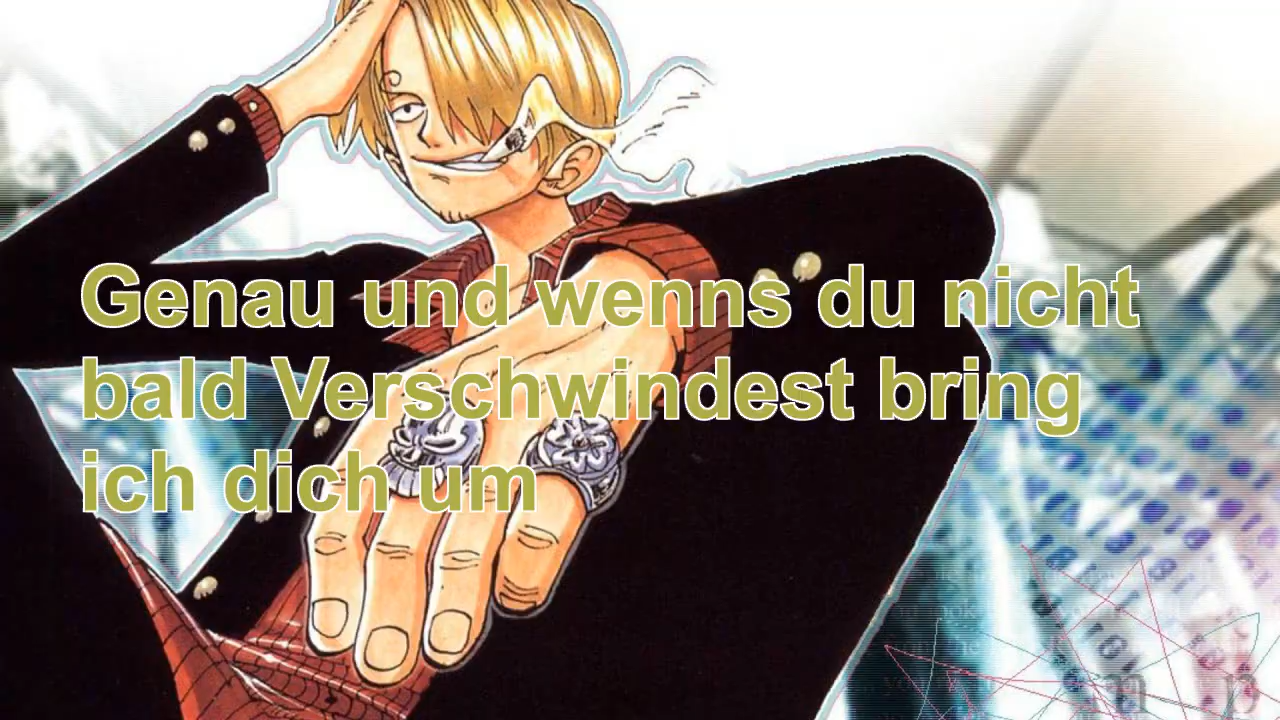 Genau und wenns du nicht
bald Verschwindest bring
ich dich um